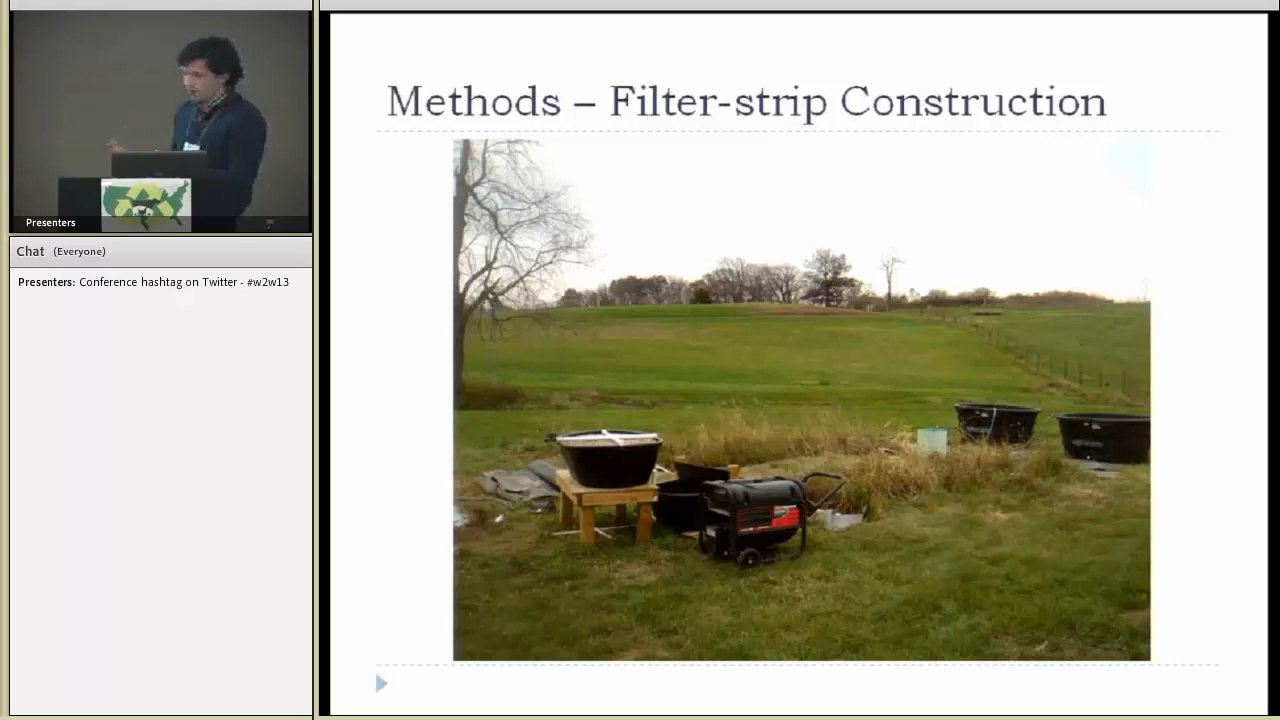 Methods – Filter-strip Construction
Presenters
Chat (Everyone)
Presenters: Conference hashtag on Twitter - #w2w13